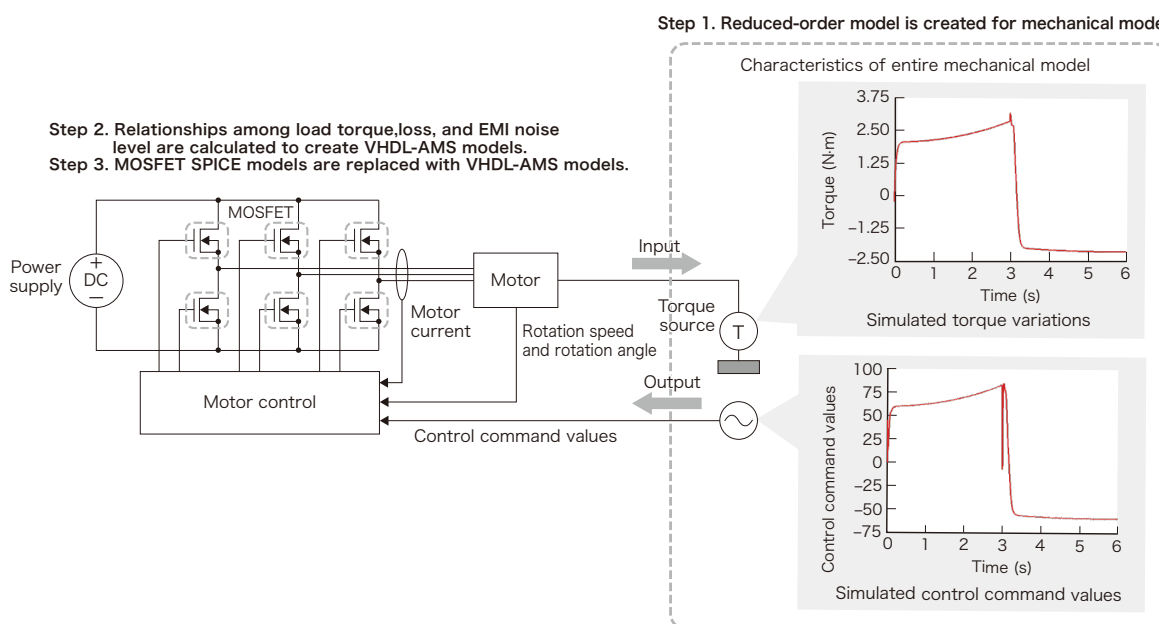 Step 1. Reduced-order model is created for mechanical mode
Characteristics of entire mechanical model
Step 2. Relationships among load torque,loss, and EMI noise
level are calculated to create VHDL-AMS models.
Step 3. MOSFET SPICE models are replaced with VHDL-AMS models.
MOSFET
Power
supply
+
DC
−
Motor
Motor
current
Rotation speed
and rotation angle
Motor control
Control command values
Input
Torque
source
T
Output
Torque (N·m)
3.75
2.50
1.25
0
−1.25
−2.50
0 1 2 3 4 5 6
Time (s)
Simulated torque variations
Control command values
100
75
50
25
0
−25
−50
−75
0 1 2 3 4 5 6
Time (s)
Simulated control command values